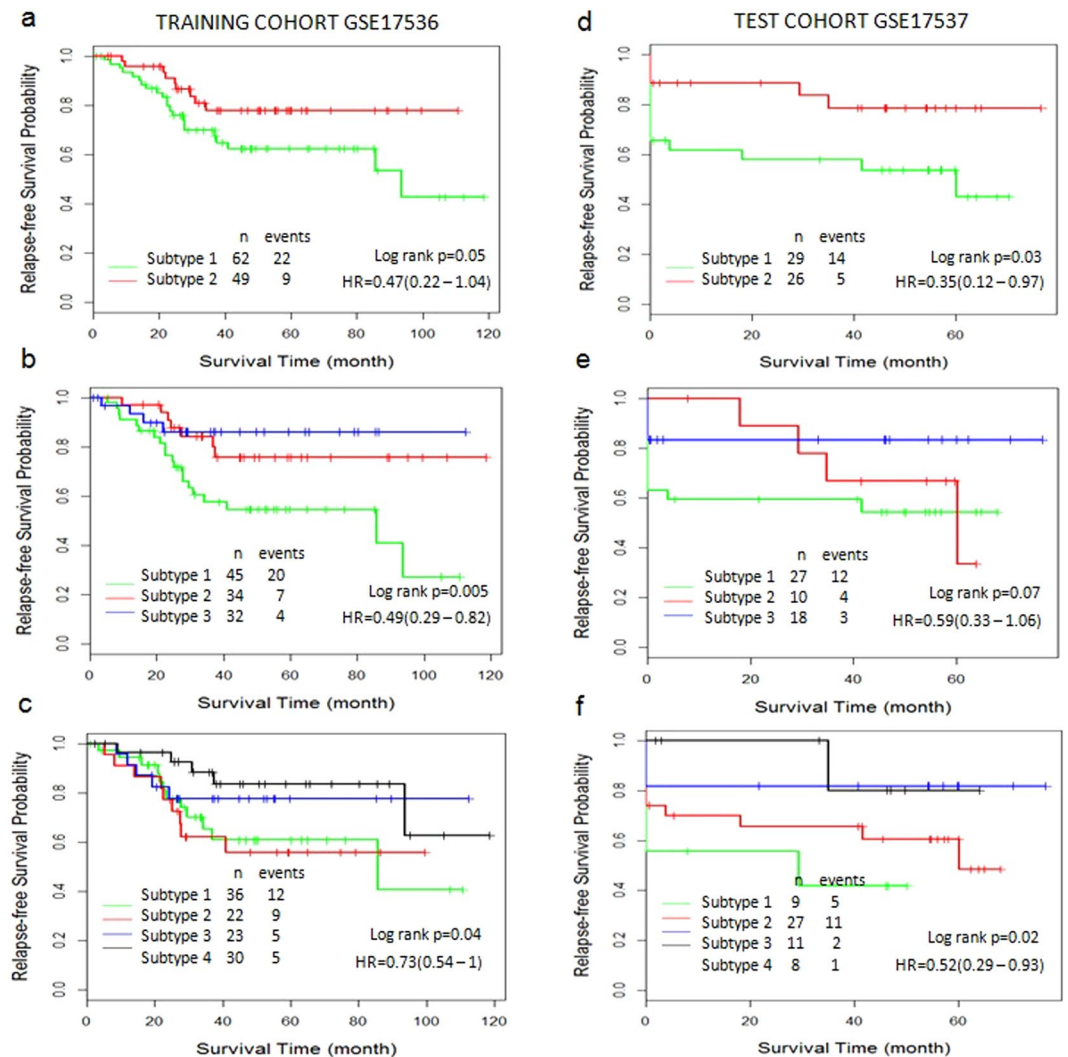 a TRAINING COHORT GSE17536
Relapse-free Survival Probability
1.0
0.8
0.6
0.4
0.2
0.0
n events
Subtype 1 62 22
Subtype 2 49 9
Log rank p=0.05
HR=0.47(0.22 – 1.04)
0 20 40 60 80 100 120
Survival Time (month)
d TEST COHORT GSE17537
Relapse-free Survival Probability
1.0
0.8
0.6
0.4
0.2
0.0
n events
Subtype 1 29 14
Subtype 2 26 5
Log rank p=0.03
HR=0.35(0.12 – 0.97)
0 20 40 60
Survival Time (month)
b
Relapse-free Survival Probability
1.0
0.8
0.6
0.4
0.2
0.0
n events
Subtype 1 45 20
Subtype 2 34 7
Subtype 3 32 4
Log rank p=0.005
HR=0.49(0.29 – 0.82)
0 20 40 60 80 100 120
Survival Time (month)
e
Relapse-free Survival Probability
1.0
0.8
0.6
0.4
0.2
0.0
n events
Subtype 1 27 12
Subtype 2 10 4
Subtype 3 18 3
Log rank p=0.07
HR=0.59(0.33 – 1.06)
0 20 40 60
Survival Time (month)
c
Relapse-free Survival Probability
1.0
0.8
0.6
0.4
0.2
0.0
n events
Subtype 1 36 12
Subtype 2 22 9
Subtype 3 23 5
Subtype 4 30 5
Log rank p=0.04
HR=0.73(0.54 – 1)
0 20 40 60 80 100 120
Survival Time (month)
f
Relapse-free Survival Probability
1.0
0.8
0.6
0.4
0.2
0.0
n events
Subtype 1 9 5
Subtype 2 27 11
Subtype 3 11 2
Subtype 4 8 1
Log rank p=0.02
HR=0.52(0.29 – 0.93)
0 20 40 60
Survival Time (month)